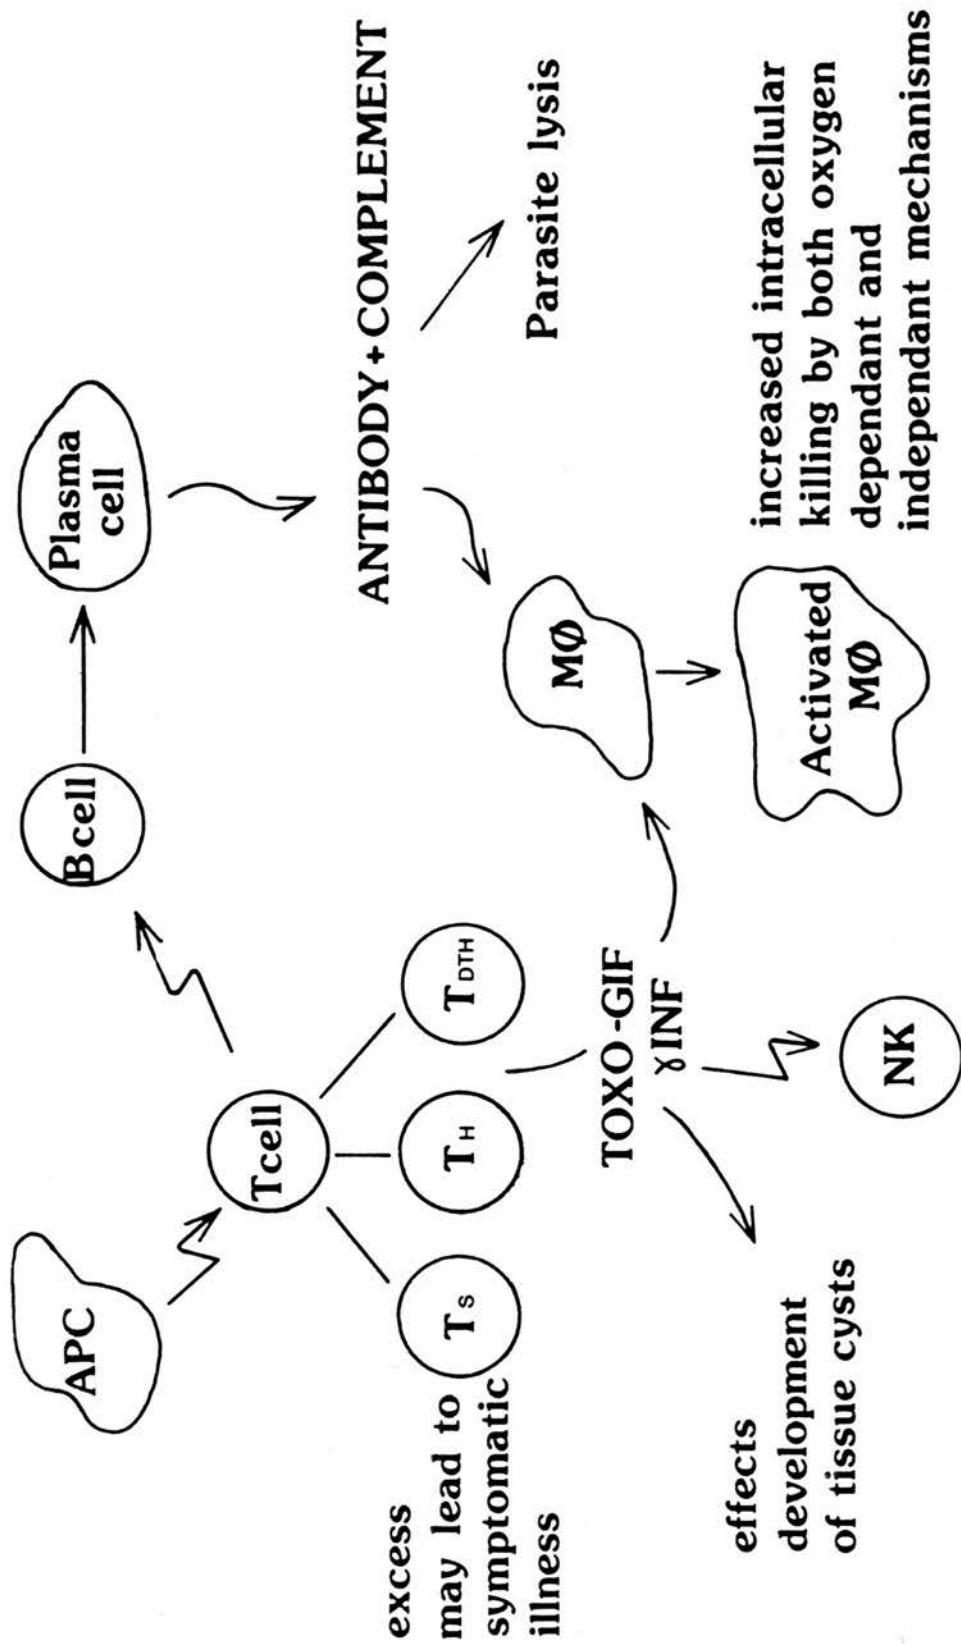 APC
Tcell
Bcell
Plasma
cell
Ts
TH
TDTH
excess
may lead to
symptomatic
illness
ANTIBODY + COMPLEMENT
Parasite lysis
TOXO-GIF
γINF
MØ
effects
development
of tissue cysts
NK
Activated
MØ
increased intracellular
killing by both oxygen
dependant and
independant mechanisms